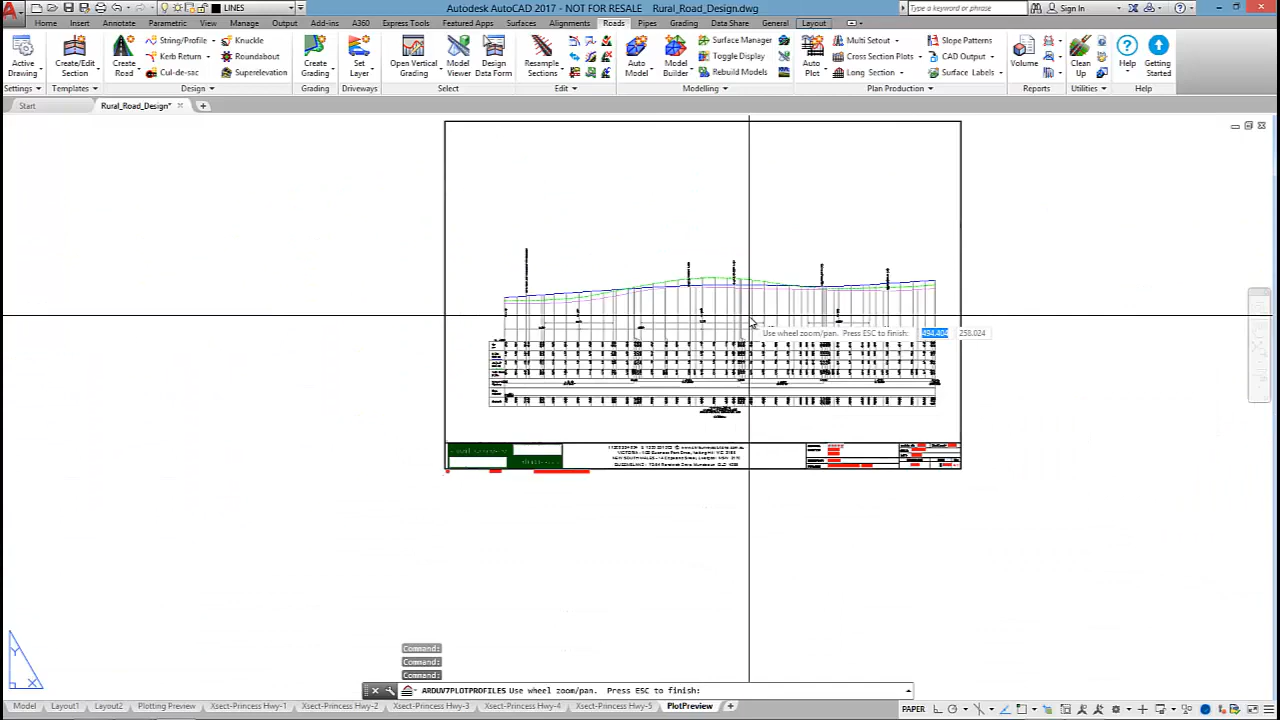 Autodesk AutoCAD 2017 - NOT FOR RESALE Rural_Road_Design.dwg
LINES
Type a keyword or phrase
Sign In
Home Insert Annotate Parametric View Manage Output Add-ins A360 Express Tools Featured Apps Surfaces Alignments Roads Pipes Grading Data Share General Layout
Active Drawing
Settings
Create/Edit Section
Templates
Create Road
String/Profile
Kerb Return
Cul-de-sac
Knuckle
Roundabout
Superelevation
Design
Create Grading
Grading
Set Layer
Driveways
Open Vertical Grading
Model Viewer
Design Data Form
Select
Resample Sections
Edit
Auto Model
Model Builder
Surface Manager
Toggle Display
Rebuild Models
Modelling
Auto Plot
Multi Setout
Cross Section Plots
Long Section
Slope Patterns
CAD Output
Surface Labels
Plan Production
Volume
Reports
Clean Up
Utilities
Help
Getting Started
Help
Start
Rural_Road_Design*
Use wheel zoom/pan. Press ESC to finish: 494.404 258.024
Command:
Command:
Command:
ARDUV7PLOTPROFILES Use wheel zoom/pan. Press ESC to finish:
Y
X
Model Layout1 Layout2 Plotting Preview Xsect-Princess Hwy-1 Xsect-Princess Hwy-2 Xsect-Princess Hwy-3 Xsect-Princess Hwy-4 Xsect-Princess Hwy-5 PlotPreview
PAPER